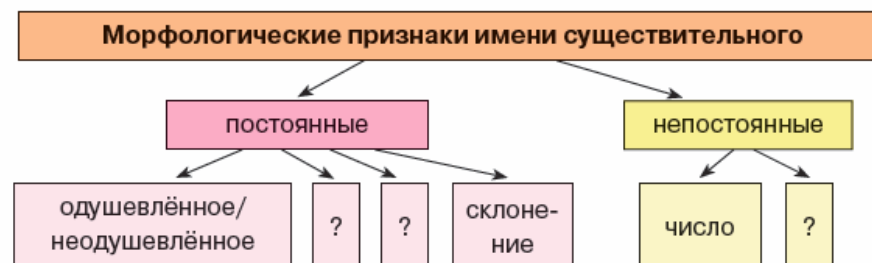 Морфологические признаки имени существительного
постоянные
непостоянные
одушевлённое/
неодушевлённое
?
?
склоне-
ние
число
?